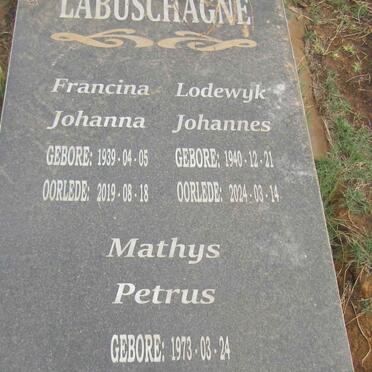 LABUSCHAGNE
Francina
Johanna
GEBORE: 1939-04-05
OORLEDE: 2019-08-18
Lodewyk
Johannes
GEBORE: 1940-12-21
OORLEDE: 2024-03-14
Mathys
Petrus
GEBORE: 1973-03-24